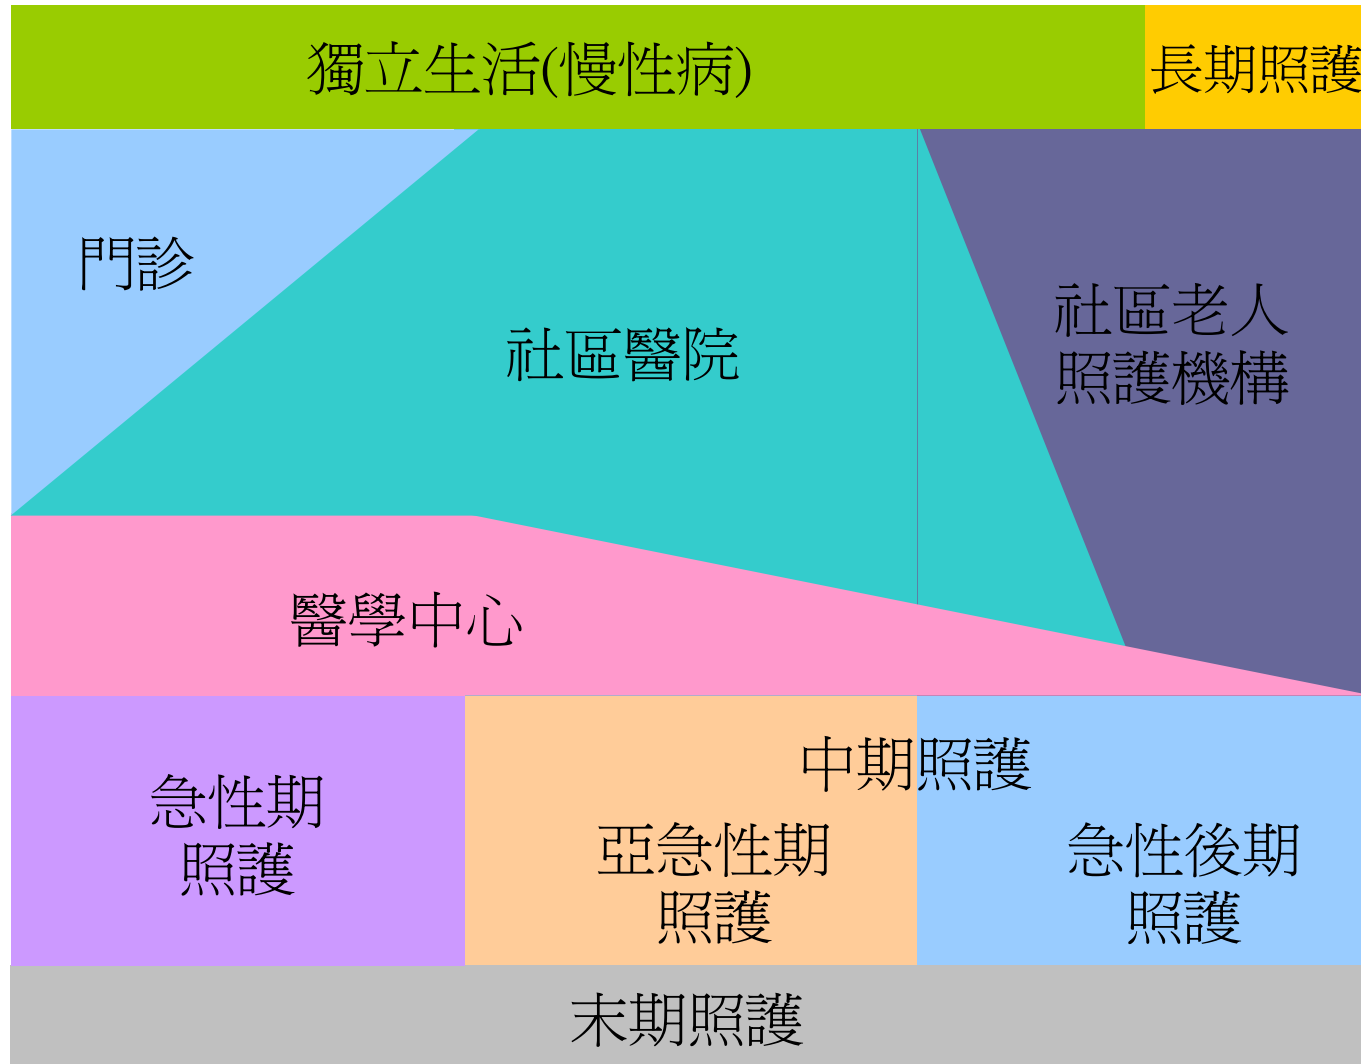 獨立生活(慢性病)
長期照護
門診
社區醫院
社區老人
照護機構
醫學中心
中期照護
急性期
照護
亞急性期
照護
急性後期
照護
末期照護